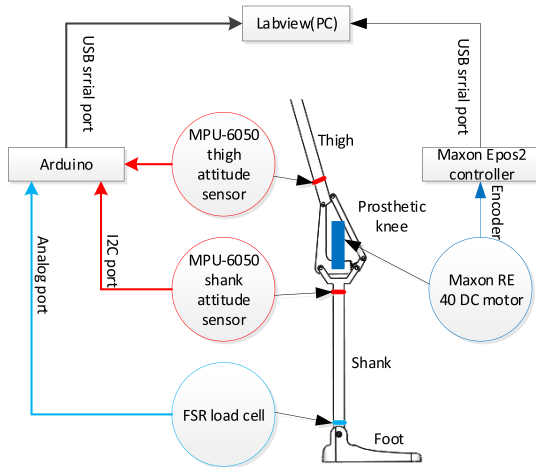 Labview(PC)
USB srrial port
USB srrial port
MPU-6050
thigh
attitude
sensor
Thigh
Arduino
Maxon Epos2
controller
Prosthetic
knee
Encoder
Analog port
I2C port
MPU-6050
shank
attitude
sensor
Maxon RE
40 DC motor
Shank
FSR load cell
Foot